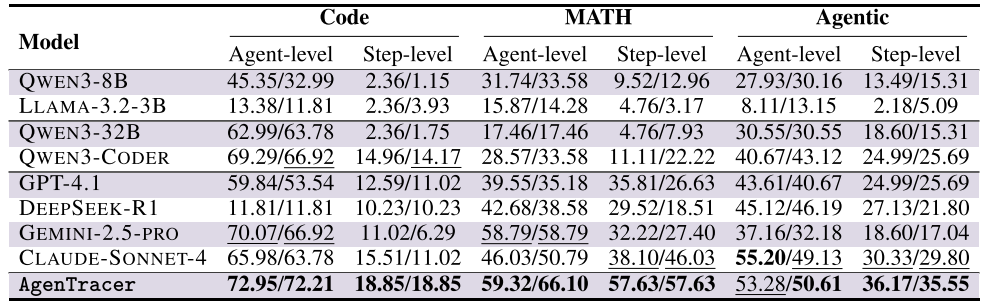 Model Code MATH Agentic
Agent-level Step-level Agent-level Step-level Agent-level Step-level
QWEN3-8B 45.35/32.99 2.36/1.15 31.74/33.58 9.52/12.96 27.93/30.16 13.49/15.31
LLAMA-3.2-3B 13.38/11.81 2.36/3.93 15.87/14.28 4.76/3.17 8.11/13.15 2.18/5.09
QWEN3-32B 62.99/63.78 2.36/1.75 17.46/17.46 4.76/7.93 30.55/30.55 18.60/15.31
QWEN3-CODER 69.29/66.92 14.96/14.17 28.57/33.58 11.11/22.22 40.67/43.12 24.99/25.69
GPT-4.1 59.84/53.54 12.59/11.02 39.55/35.18 35.81/26.63 43.61/40.67 24.99/25.69
DEEPSEEK-R1 11.81/11.81 10.23/10.23 42.68/38.58 29.52/18.51 45.12/46.19 27.13/21.80
GEMINI-2.5-PRO 70.07/66.92 11.02/6.29 58.79/58.79 32.22/27.40 37.16/32.18 18.60/17.04
CLAUDE-SONNET-4 65.98/63.78 15.51/11.02 46.03/50.79 38.10/46.03 55.20/49.13 30.33/29.80
AgenTracer 72.95/72.21 18.85/18.85 59.32/66.10 57.63/57.63 53.28/50.61 36.17/35.55